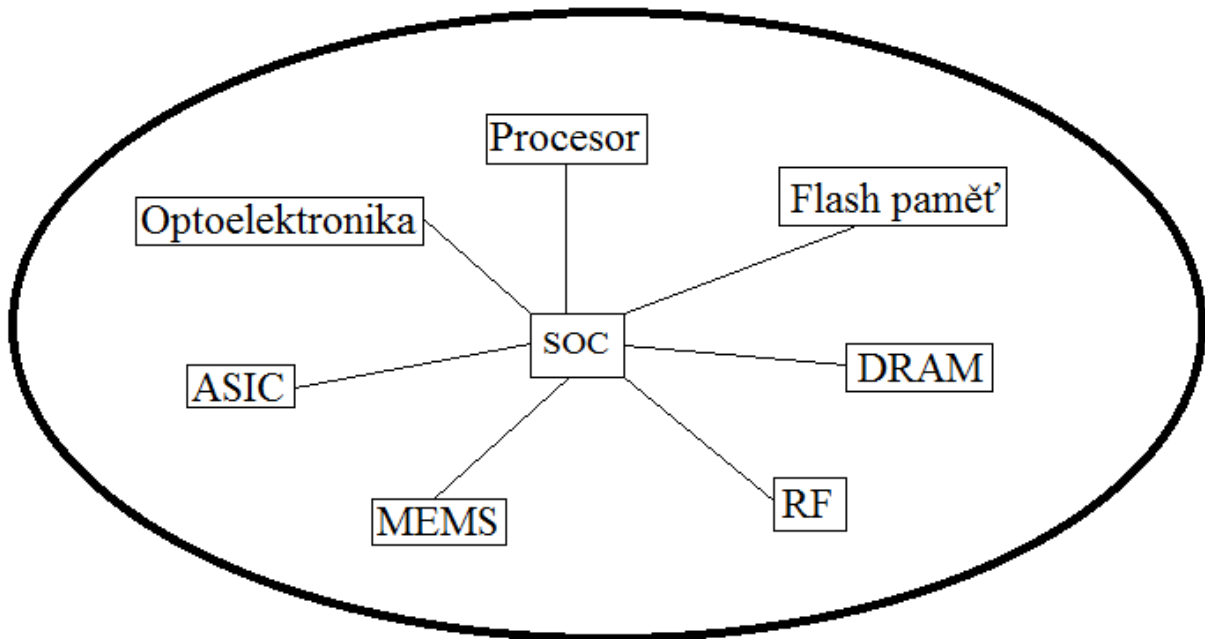 Procesor
Flash paměť
Optoelektronika
SOC
DRAM
ASIC
RF
MEMS